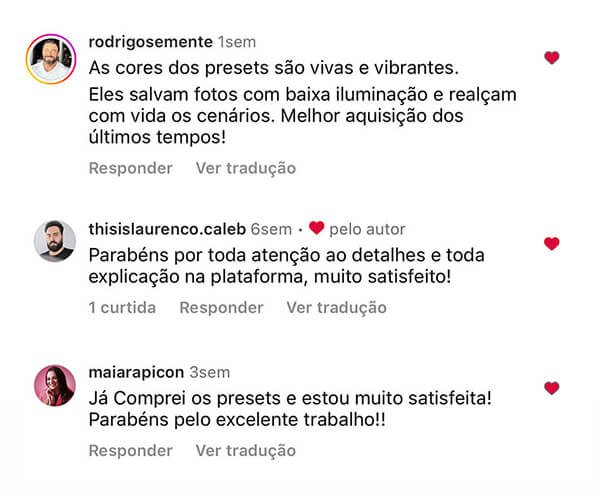 rodrigosemente 1sem
As cores dos presets são vivas e vibrantes.
Eles salvam fotos com baixa iluminação e realçam
com vida os cenários. Melhor aquisição dos
últimos tempos!
Responder Ver tradução
thisislaurenco.caleb 6sem • pelo autor
Parabéns por toda atenção ao detalhes e toda
explicação na plataforma, muito satisfeito!
1 curtida Responder Ver tradução
maiarapicon 3sem
Já Comprei os presets e estou muito satisfeita!
Parabéns pelo excelente trabalho!!
Responder Ver tradução